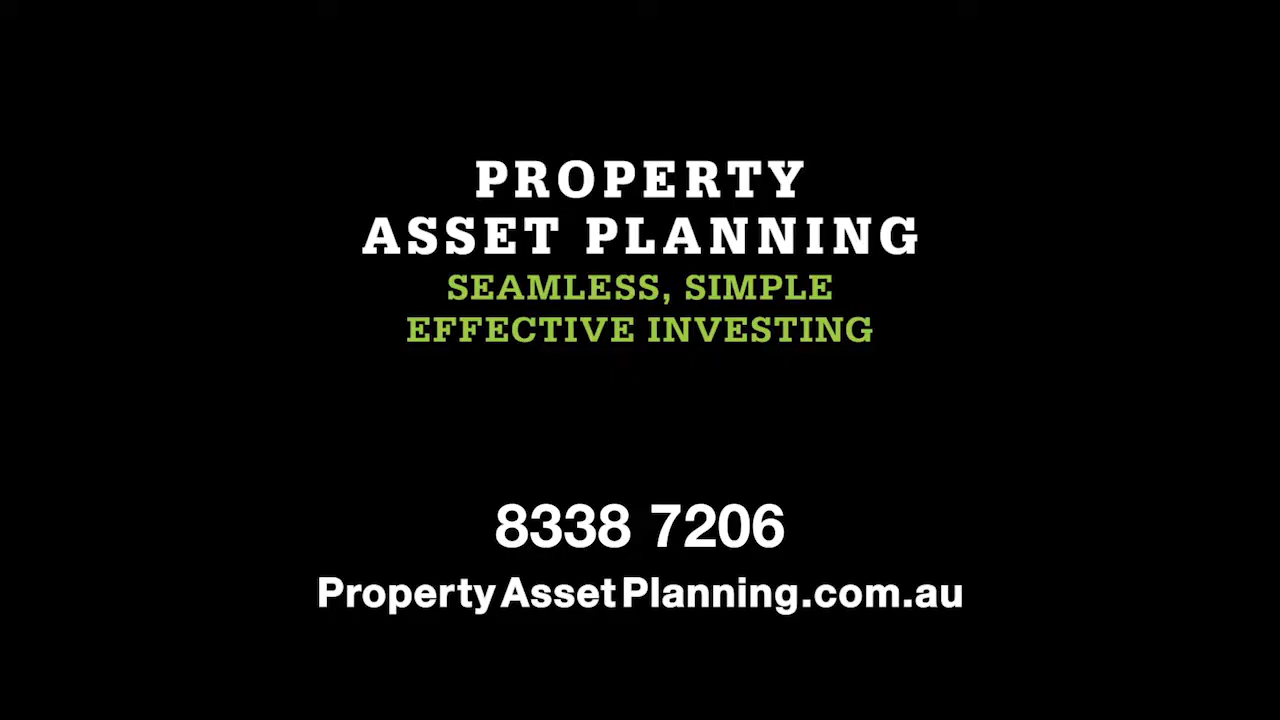 PROPERTY
ASSET PLANNING
SEAMLESS, SIMPLE
EFFECTIVE INVESTING
8338 7206
PropertyAssetPlanning.com.au